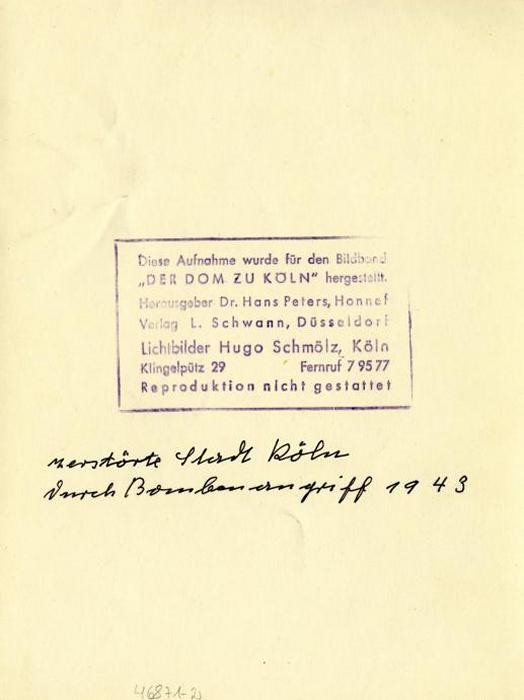 Diese Aufnahme wurde für den Bildband
„DER DOM ZU KÖLN“ hergestellt.
Herausgeber Dr. Hans Peters, Honnef
Verlag L. Schwann, Düsseldorf
Lichtbilder Hugo Schmölz, Köln
Klingelpütz 29 Fernruf 7 95 77
Reproduktion nicht gestattet
zerstörte Stadt Köln
durch Bombenangriff 1943
46871-2